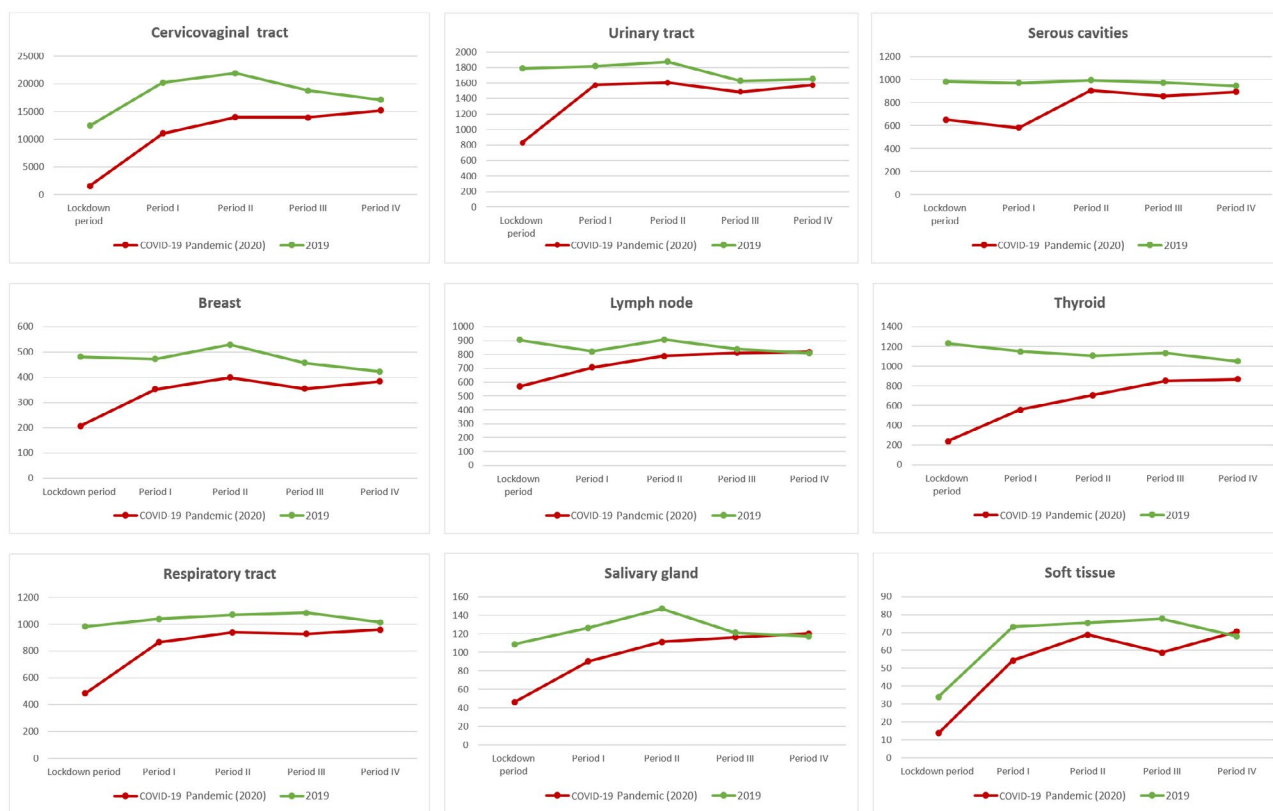 Cervicovaginal tract
25000
20000
15000
10000
5000
0
Lockdown period
Period I
Period II
Period III
Period IV
COVID-19 Pandemic (2020)
2019
Urinary tract
2000
1800
1600
1400
1200
1000
800
600
400
200
0
Lockdown period
Period I
Period II
Period III
Period IV
COVID-19 Pandemic (2020)
2019
Serous cavities
1200
1000
800
600
400
200
0
Lockdown period
Period I
Period II
Period III
Period IV
COVID-19 Pandemic (2020)
2019
Breast
600
500
400
300
200
100
0
Lockdown period
Period I
Period II
Period III
Period IV
COVID-19 Pandemic (2020)
2019
Lymph node
1000
900
800
700
600
500
400
300
200
100
0
Lockdown period
Period I
Period II
Period III
Period IV
COVID-19 Pandemic (2020)
2019
Thyroid
1400
1200
1000
800
600
400
200
0
Lockdown period
Period I
Period II
Period III
Period IV
COVID-19 Pandemic (2020)
2019
Respiratory tract
1200
1000
800
600
400
200
0
Lockdown period
Period I
Period II
Period III
Period IV
COVID-19 Pandemic (2020)
2019
Salivary gland
160
140
120
100
80
60
40
20
0
Lockdown period
Period I
Period II
Period III
Period IV
COVID-19 Pandemic (2020)
2019
Soft tissue
90
80
70
60
50
40
30
20
10
0
Lockdown period
Period I
Period II
Period III
Period IV
COVID-19 Pandemic (2020)
2019